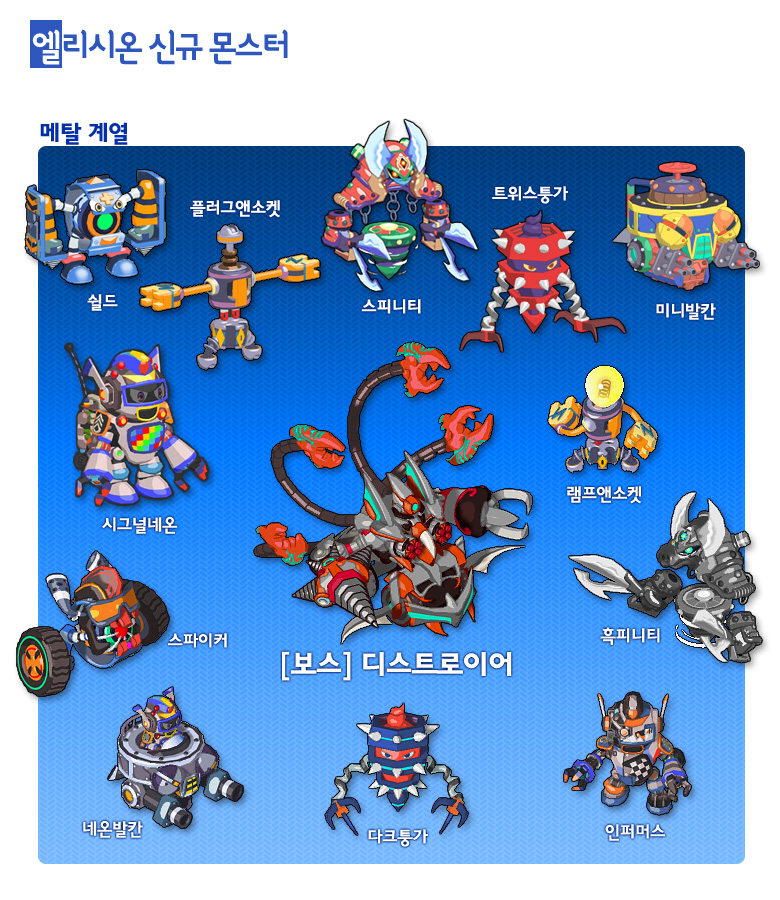 엘리시온 신규 몬스터
메탈 계열
플러그앤소켓
트위스퉁가
쉴드
스피니티
미니발칸
램프앤소켓
시그널네온
스파이커
흑피니티
[보스] 디스트로이어
네온발칸
다크퉁가
인퍼머스